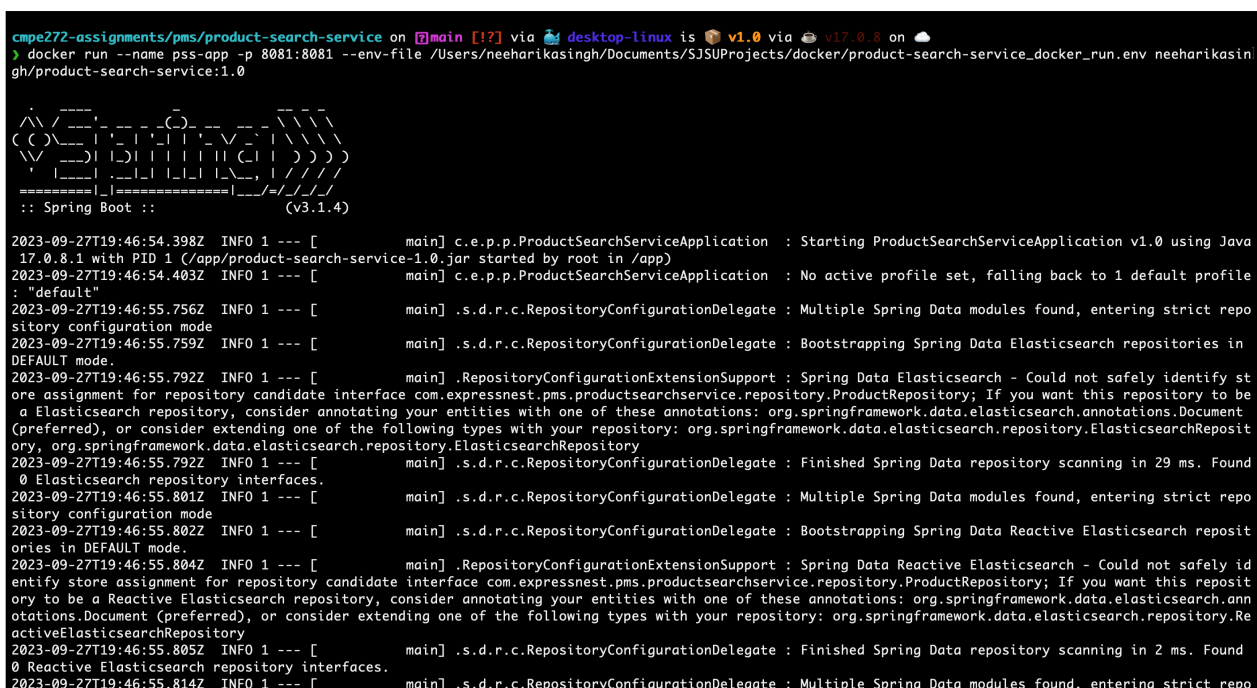 cmpe272-assignments/pms/product-search-service on main [!?] via desktop-linux is v1.0 via v17.0.8 on
❯ docker run --name pss-app -p 8081:8081 --env-file /Users/neeharikasingh/Documents/SJSUProjects/docker/product-search-service_docker_run.env neeharikasin
gh/product-search-service:1.0
  .   ____          _            __ _ _
 /\\ / ___'_ __ _ _(_)_ __  __ _ \ \ \ \
( ( )\___ | '_ | '_| | '_ \/ _` | \ \ \ \
 \\/  ___)| |_)| | | | | || (_| |  ) ) ) )
  '  |____| .__|_| |_|_| |_\__, | / / / /
 =========|_|==============|___/=/_/_/_/
 :: Spring Boot ::                (v3.1.4)
2023-09-27T19:46:54.398Z  INFO 1 --- [           main] c.e.p.p.ProductSearchServiceApplication  : Starting ProductSearchServiceApplication v1.0 using Java
 17.0.8.1 with PID 1 (/app/product-search-service-1.0.jar started by root in /app)
2023-09-27T19:46:54.403Z  INFO 1 --- [           main] c.e.p.p.ProductSearchServiceApplication  : No active profile set, falling back to 1 default profile
: "default"
2023-09-27T19:46:55.756Z  INFO 1 --- [           main] .s.d.r.c.RepositoryConfigurationDelegate : Multiple Spring Data modules found, entering strict repo
sitory configuration mode
2023-09-27T19:46:55.759Z  INFO 1 --- [           main] .s.d.r.c.RepositoryConfigurationDelegate : Bootstrapping Spring Data Elasticsearch repositories in
DEFAULT mode.
2023-09-27T19:46:55.792Z  INFO 1 --- [           main] .RepositoryConfigurationExtensionSupport : Spring Data Elasticsearch - Could not safely identify st
ore assignment for repository candidate interface com.expressnest.pms.productsearchservice.repository.ProductRepository; If you want this repository to be
 a Elasticsearch repository, consider annotating your entities with one of these annotations: org.springframework.data.elasticsearch.annotations.Document
(preferred), or consider extending one of the following types with your repository: org.springframework.data.elasticsearch.repository.ElasticsearchReposit
ory, org.springframework.data.elasticsearch.repository.ElasticsearchRepository
2023-09-27T19:46:55.792Z  INFO 1 --- [           main] .s.d.r.c.RepositoryConfigurationDelegate : Finished Spring Data repository scanning in 29 ms. Found
 0 Elasticsearch repository interfaces.
2023-09-27T19:46:55.801Z  INFO 1 --- [           main] .s.d.r.c.RepositoryConfigurationDelegate : Multiple Spring Data modules found, entering strict repo
sitory configuration mode
2023-09-27T19:46:55.802Z  INFO 1 --- [           main] .s.d.r.c.RepositoryConfigurationDelegate : Bootstrapping Spring Data Reactive Elasticsearch reposit
ories in DEFAULT mode.
2023-09-27T19:46:55.804Z  INFO 1 --- [           main] .RepositoryConfigurationExtensionSupport : Spring Data Reactive Elasticsearch - Could not safely id
entify store assignment for repository candidate interface com.expressnest.pms.productsearchservice.repository.ProductRepository; If you want this reposit
ory to be a Reactive Elasticsearch repository, consider annotating your entities with one of these annotations: org.springframework.data.elasticsearch.ann
otations.Document (preferred), or consider extending one of the following types with your repository: org.springframework.data.elasticsearch.repository.Re
activeElasticsearchRepository
2023-09-27T19:46:55.805Z  INFO 1 --- [           main] .s.d.r.c.RepositoryConfigurationDelegate : Finished Spring Data repository scanning in 2 ms. Found
0 Reactive Elasticsearch repository interfaces.
2023-09-27T19:46:55.814Z  INFO 1 --- [           main] .s.d.r.c.RepositoryConfigurationDelegate : Multiple Spring Data modules found, entering strict repo